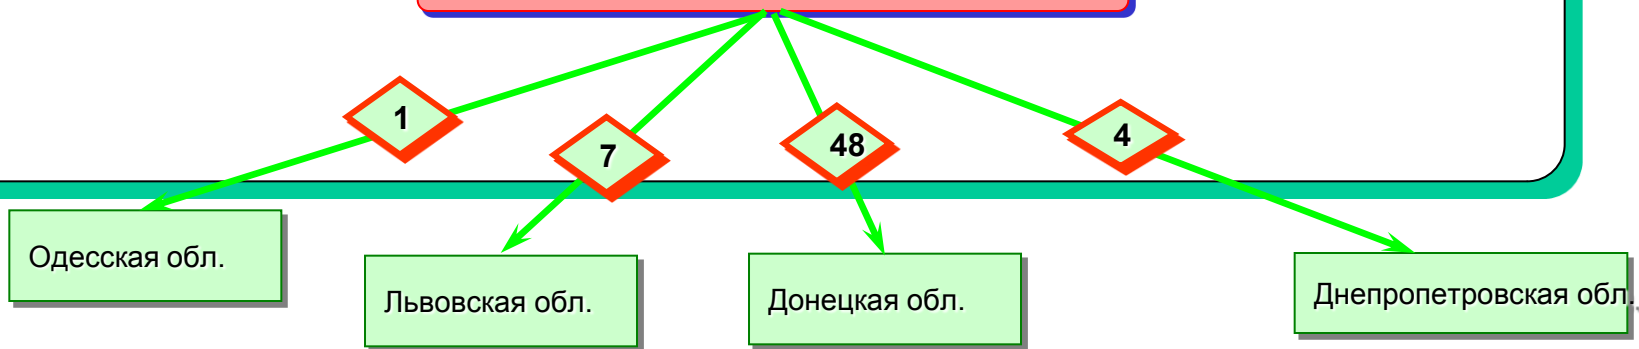 1
7
48
4
Одесская обл.
Львовская обл.
Донецкая обл.
Днепропетровская обл.